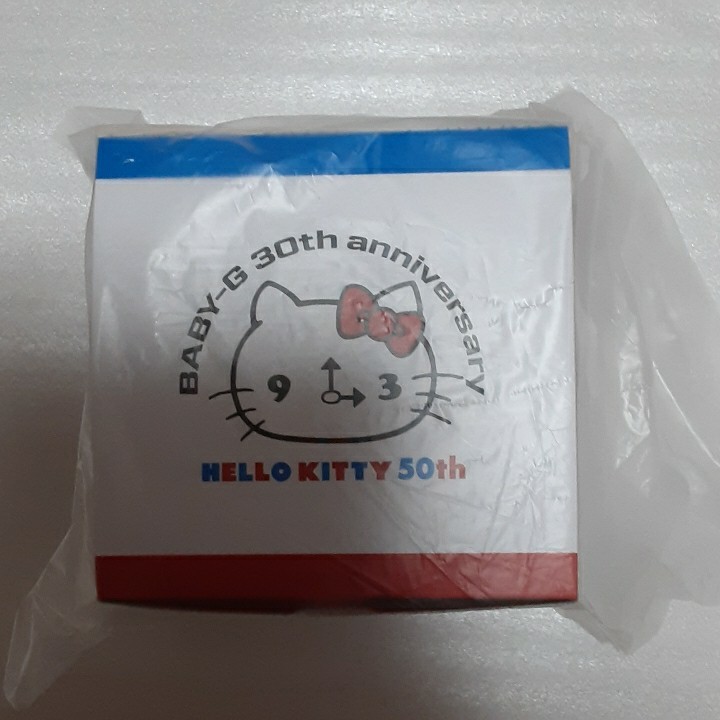 BABY-G 30th anniversary
9 3
HELLO KITTY 50th